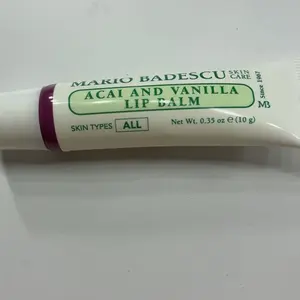 MARIO BADESCU SKIN CARE
ACAI AND VANILLA
LIP BALM
SKIN TYPES ALL
Net Wt. 0.35 oz ℮ (10 g)
Since 1967
MB